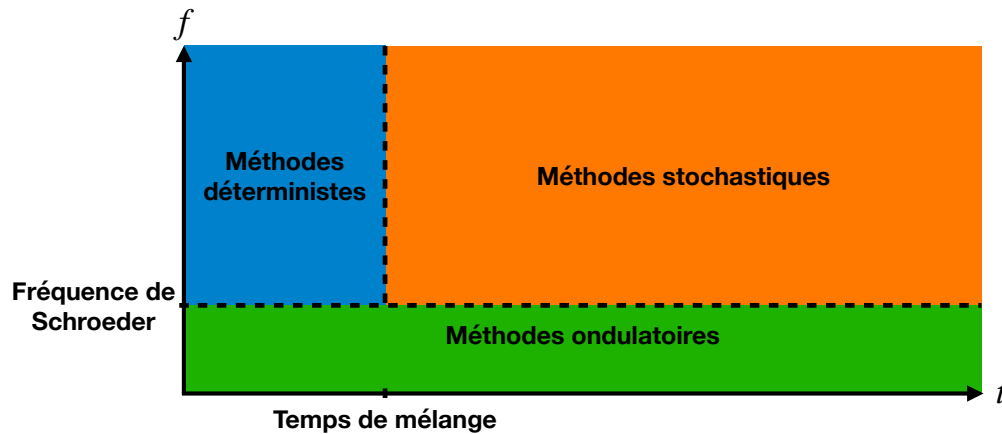 f
Méthodes
déterministes
Méthodes stochastiques
Fréquence de
Schroeder
Méthodes ondulatoires
t
Temps de mélange